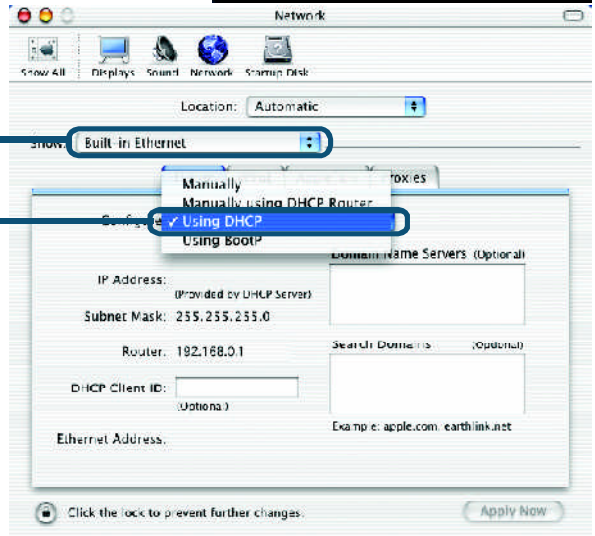 Network
Show All Displays Sound Network Startup Disk
Location: Automatic
Show: Built-in Ethernet
Proxies
Manually
Manually using DHCP Router
Configure ✓ Using DHCP
Using BootP
Domain Name Servers (Optional)
IP Address:
(Provided by DHCP Server)
Subnet Mask: 255.255.255.0
Router: 192.168.0.1
Search Domains (Optional)
DHCP Client ID:
(Optional)
Example: apple.com, earthlink.net
Ethernet Address:
Click the lock to prevent further changes.
Apply Now